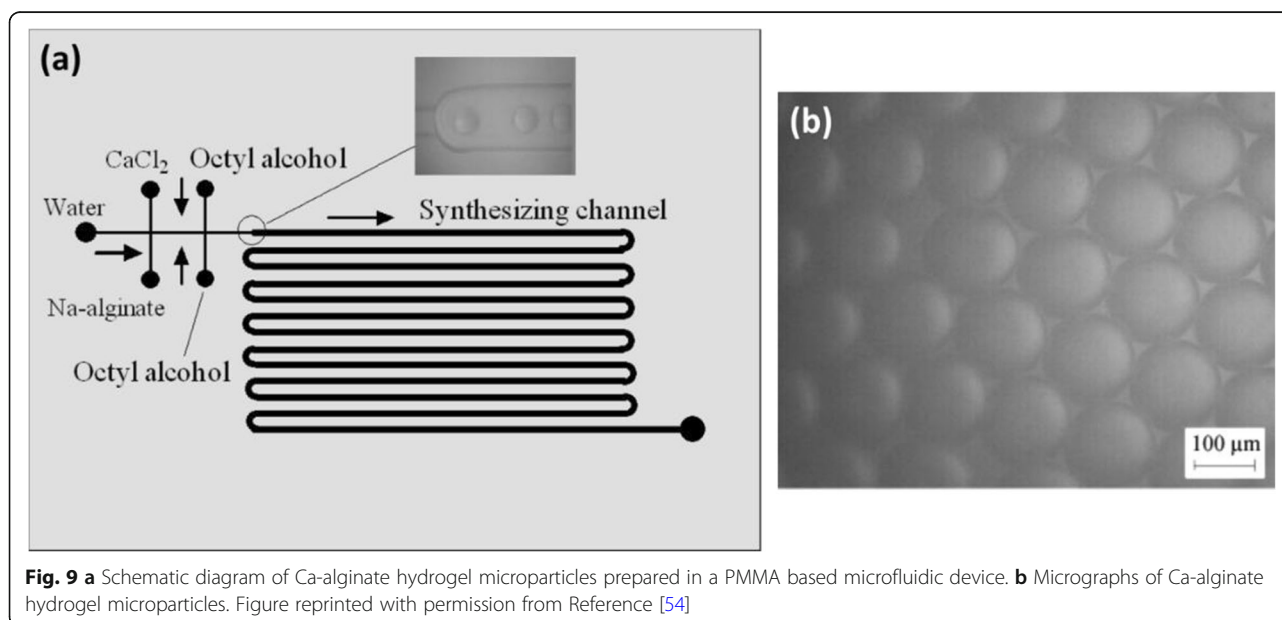 (a)
CaCl₂
Octyl alcohol
Water
Synthesizing channel
Na-alginate
Octyl alcohol
(b)
100 μm
Fig. 9 a Schematic diagram of Ca-alginate hydrogel microparticles prepared in a PMMA based microfluidic device. b Micrographs of Ca-alginate
hydrogel microparticles. Figure reprinted with permission from Reference [54]